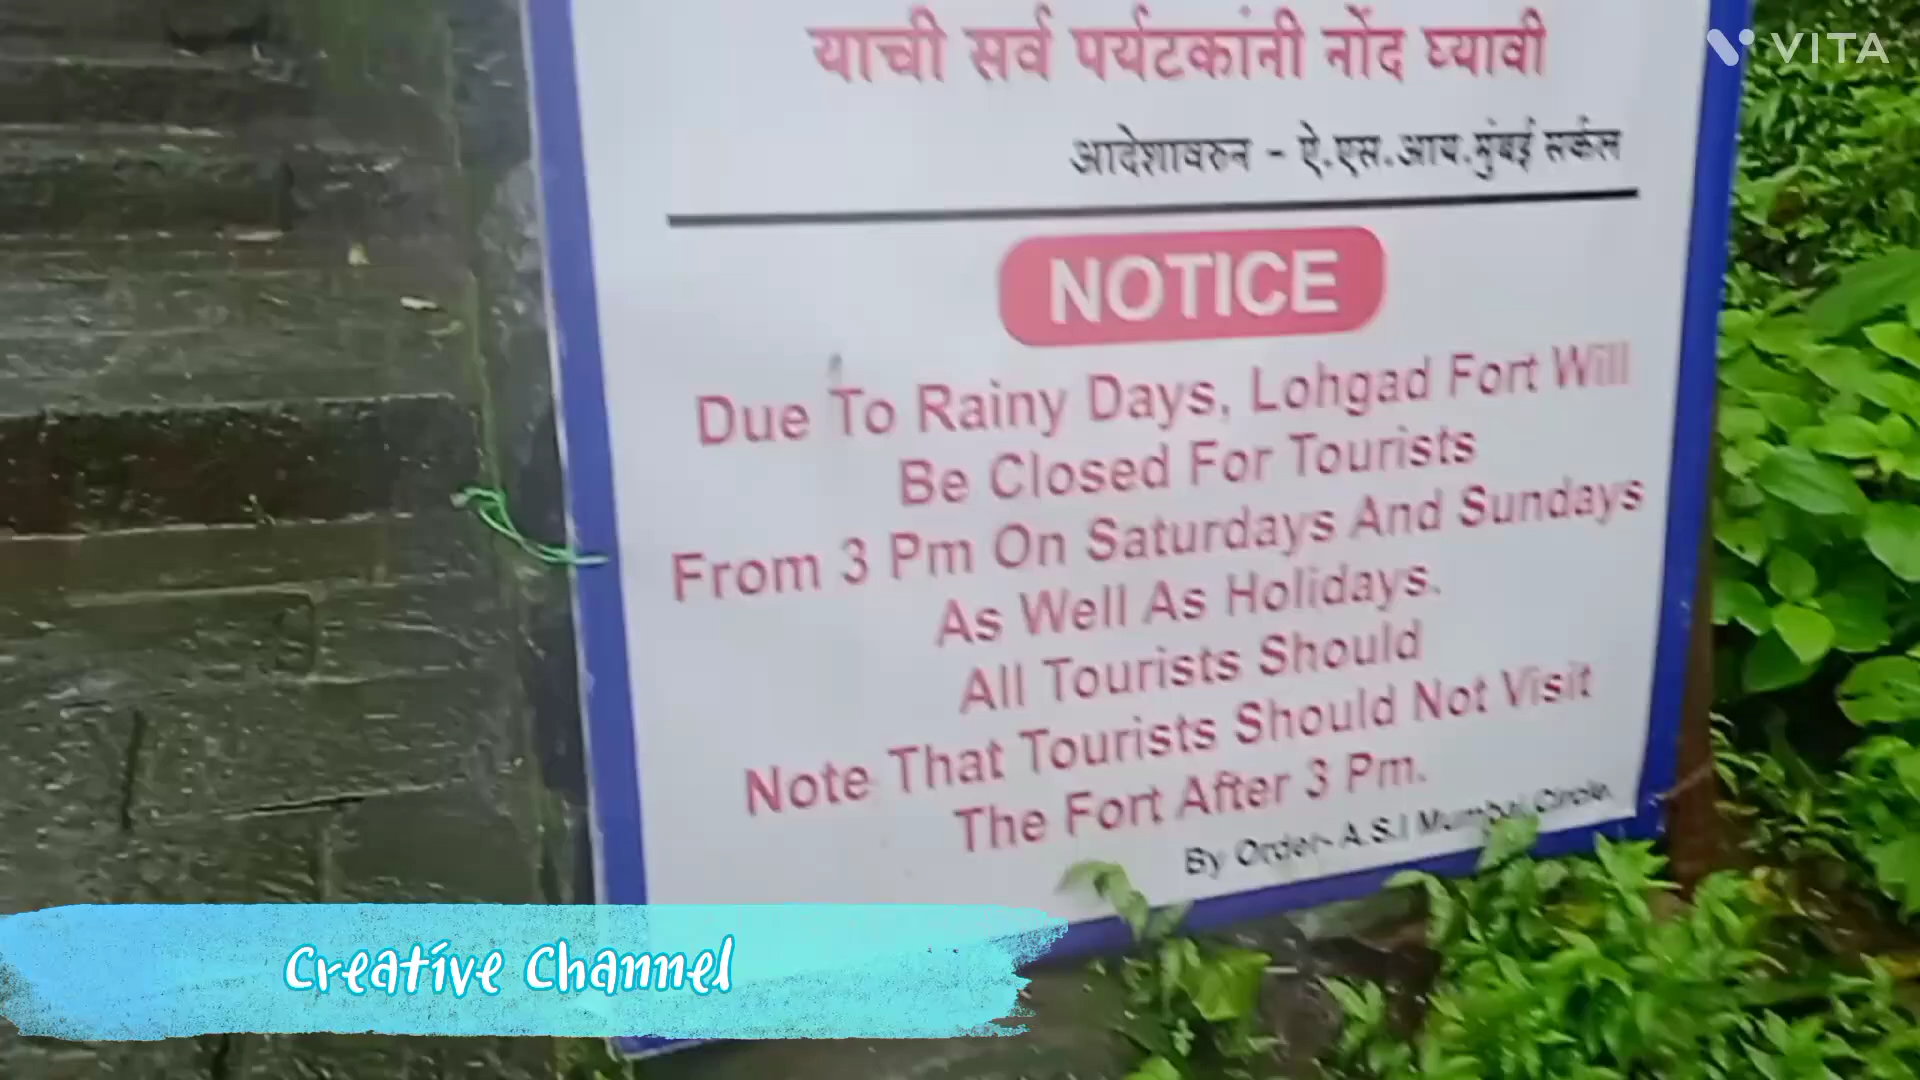 याची सर्व पर्यटकांनी नोंद घ्यावी
VITA
आदेशावरुन - ऐ.एस.आय.मुंबई सर्कल
NOTICE
Due To Rainy Days, Lohgad Fort Will
Be Closed For Tourists
From 3 Pm On Saturdays And Sundays
As Well As Holidays.
All Tourists Should
Note That Tourists Should Not Visit
The Fort After 3 Pm.
By Order- A.S.I Mumbai Circle.
Creative Channel